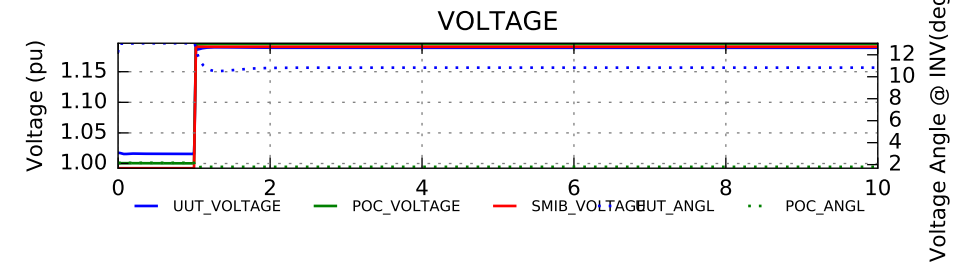 VOLTAGE
Voltage (pu)
1.15
1.10
1.05
1.00
12
10
8
6
4
2
Voltage Angle @ INV(deg
0 2 4 6 8 10
UUT_VOLTAGE POC_VOLTAGE SMIB_VOLTAGE UUT_ANGL POC_ANGL